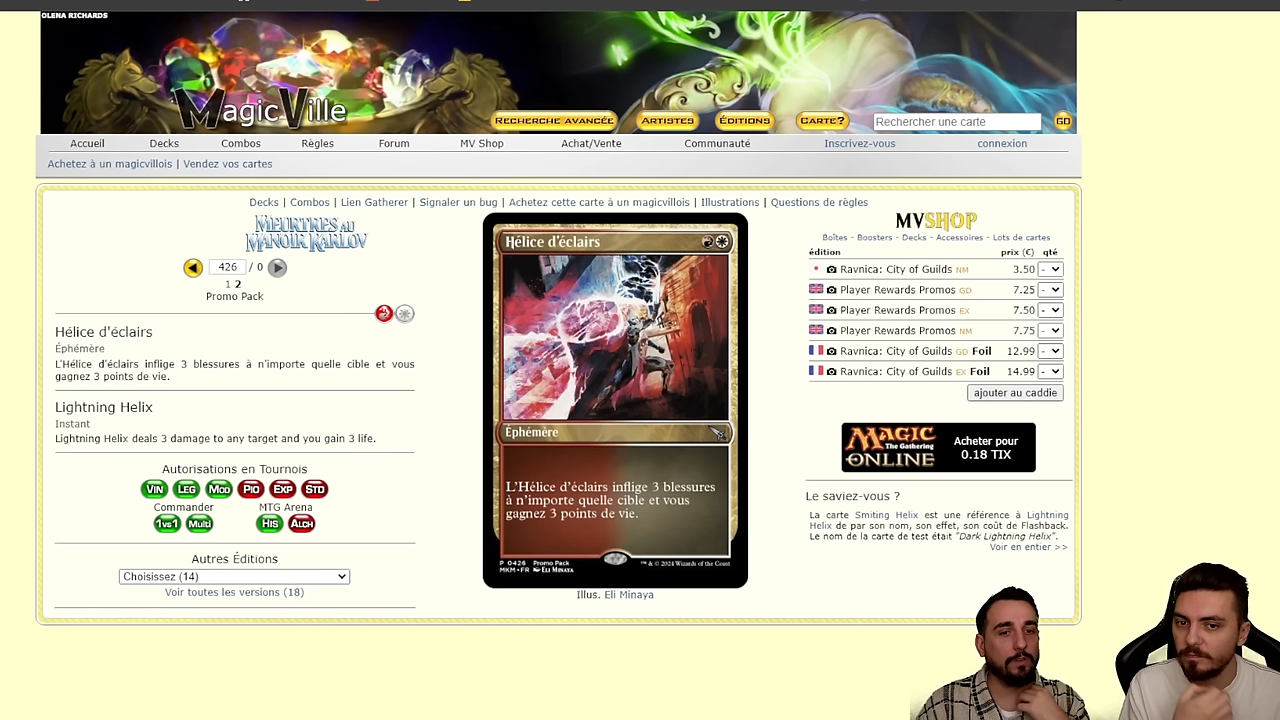 OLENA RICHARDS
MagicVille
RECHERCHE AVANCÉE
ARTISTES
ÉDITIONS
CARTE?
Rechercher une carte
GO
Accueil Decks Combos Règles Forum MV Shop Achat/Vente Communauté Inscrivez-vous connexion
Achetez à un magicvillois | Vendez vos cartes
Decks | Combos | Lien Gatherer | Signaler un bug | Achetez cette carte à un magicvillois | Illustrations | Questions de règles
MEURTRES AU
MANOIR KARLOV
426 / 0
1 2
Promo Pack
Hélice d'éclairs
Éphémère
L'Hélice d'éclairs inflige 3 blessures à n'importe quelle cible et vous
gagnez 3 points de vie.
Lightning Helix
Instant
Lightning Helix deals 3 damage to any target and you gain 3 life.
Autorisations en Tournois
VIN LEG MOD PIO EXP STD
Commander MTG Arena
1vs1 Multi HIS ALCH
Autres Éditions
Choisissez (14)
Voir toutes les versions (18)
Hélice d'éclairs
Éphémère
L'Hélice d'éclairs inflige 3 blessures
à n'importe quelle cible et vous
gagnez 3 points de vie.
P 0426 Promo Pack
MKM • FR ELI MINAYA
™ & © 2024 Wizards of the Coast
Illus. Eli Minaya
MVSHOP
Boîtes - Boosters - Decks - Accessoires - Lots de cartes
édition prix (€) qté
Ravnica: City of Guilds NM 3.50 -
Player Rewards Promos GD 7.25 -
Player Rewards Promos EX 7.50 -
Player Rewards Promos NM 7.75 -
Ravnica: City of Guilds GD Foil 12.99 -
Ravnica: City of Guilds EX Foil 14.99 -
ajouter au caddie
MAGIC
The Gathering
ONLINE
Acheter pour
0.18 TIX
Le saviez-vous ?
La carte Smiting Helix est une référence à Lightning
Helix de par son nom, son effet, son coût de Flashback.
Le nom de la carte de test était "Dark Lightning Helix".
Voir en entier >>